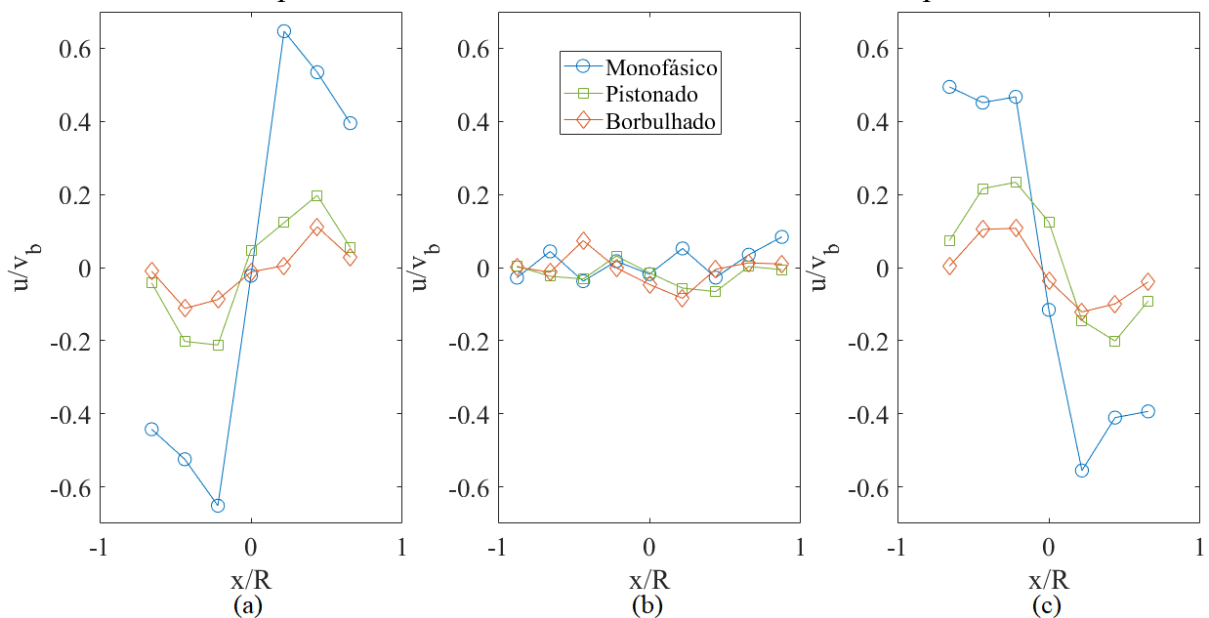 0.6 0.6 0.6
Monofásico
Pistonado
Borbulhado
0.4 0.4 0.4
0.2 0.2 0.2
u/v_b u/v_b u/v_b
0 0 0
-0.2 -0.2 -0.2
-0.4 -0.4 -0.4
-0.6 -0.6 -0.6
-1 0 1 -1 0 1 -1 0 1
x/R x/R x/R
(a) (b) (c)